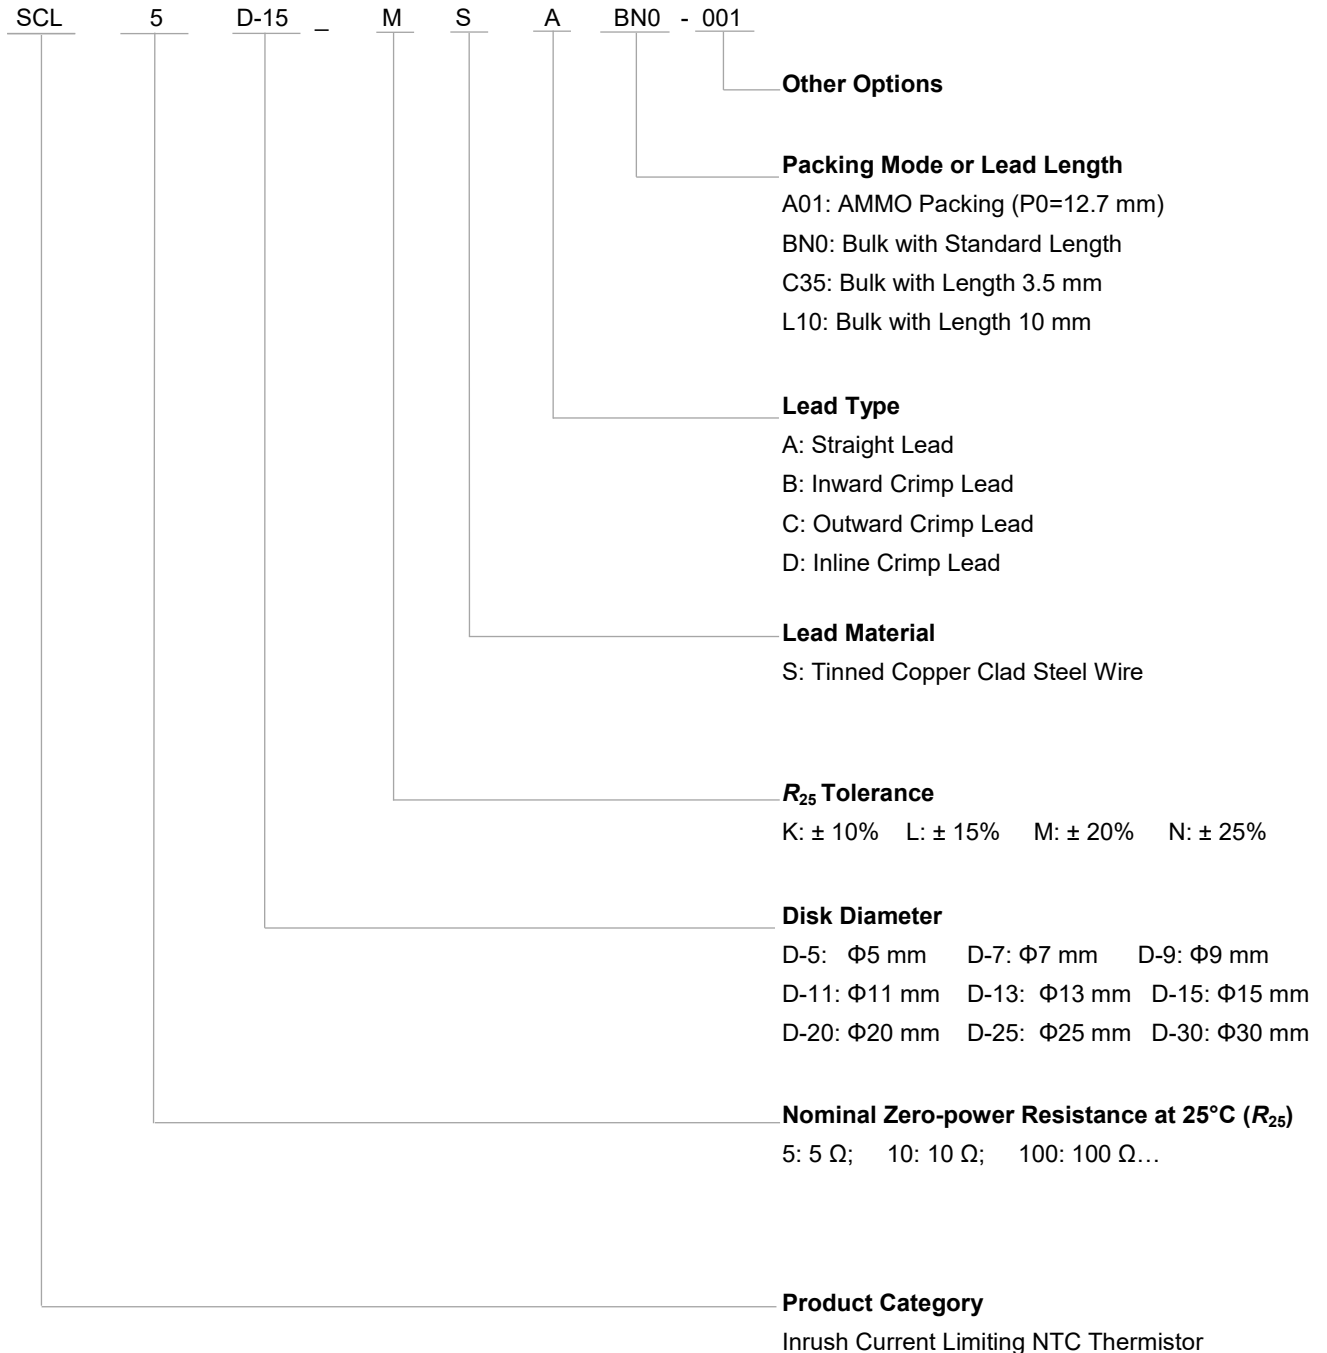 SCL 5 D-15 _ M S A BN0 - 001
Other Options
Packing Mode or Lead Length
A01: AMMO Packing (P0=12.7 mm)
BN0: Bulk with Standard Length
C35: Bulk with Length 3.5 mm
L10: Bulk with Length 10 mm
Lead Type
A: Straight Lead
B: Inward Crimp Lead
C: Outward Crimp Lead
D: Inline Crimp Lead
Lead Material
S: Tinned Copper Clad Steel Wire
R25 Tolerance
K: ± 10% L: ± 15% M: ± 20% N: ± 25%
Disk Diameter
D-5: Φ5 mm D-7: Φ7 mm D-9: Φ9 mm
D-11: Φ11 mm D-13: Φ13 mm D-15: Φ15 mm
D-20: Φ20 mm D-25: Φ25 mm D-30: Φ30 mm
Nominal Zero-power Resistance at 25°C (R25)
5: 5 Ω; 10: 10 Ω; 100: 100 Ω…
Product Category
Inrush Current Limiting NTC Thermistor